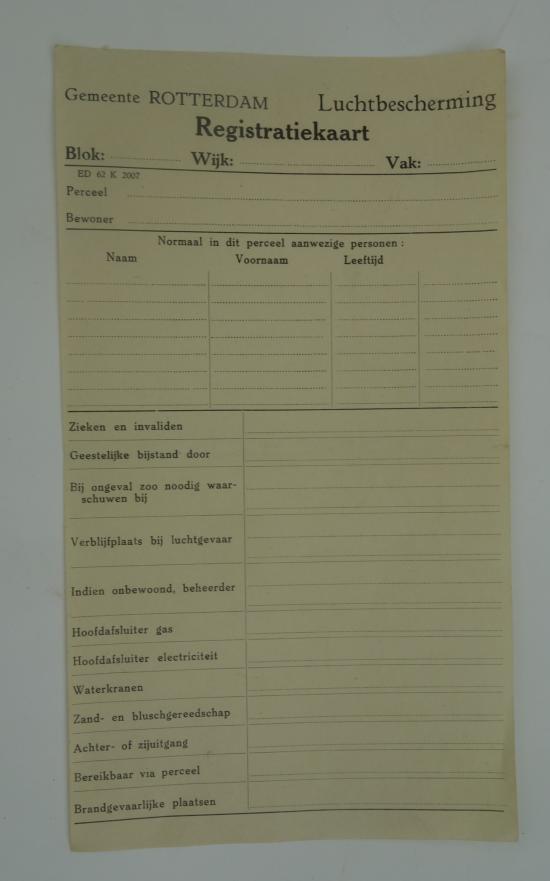 Gemeente ROTTERDAM Luchtbescherming
Registratiekaart
Blok: Wijk: Vak:
ED 62 K 2007
Perceel
Bewoner
Normaal in dit perceel aanwezige personen :
Naam Voornaam Leeftijd
Zieken en invaliden
Geestelijke bijstand door
Bij ongeval zoo noodig waar-
schuwen bij
Verblijfplaats bij luchtgevaar
Indien onbewoond, beheerder
Hoofdafsluiter gas
Hoofdafsluiter electriciteit
Waterkranen
Zand- en bluschgereedschap
Achter- of zijuitgang
Bereikbaar via perceel
Brandgevaarlijke plaatsen